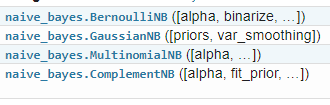 naive_bayes.BernoulliNB ([alpha, binarize, …])
naive_bayes.GaussianNB ([priors, var_smoothing])
naive_bayes.MultinomialNB ([alpha, …])
naive_bayes.ComplementNB ([alpha, fit_prior, …])